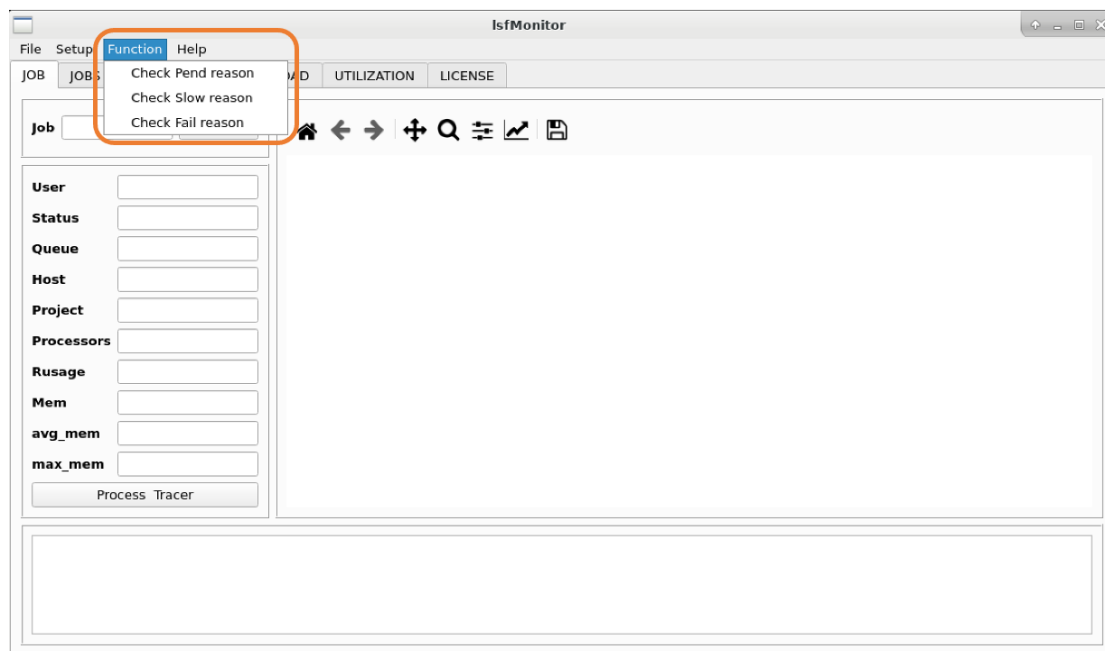 lsfMonitor
File Setup Function Help
JOB JOBS UTILIZATION LICENSE
Check Pend reason
Check Slow reason
Check Fail reason
Job
User
Status
Queue
Host
Project
Processors
Rusage
Mem
avg_mem
max_mem
Process Tracer